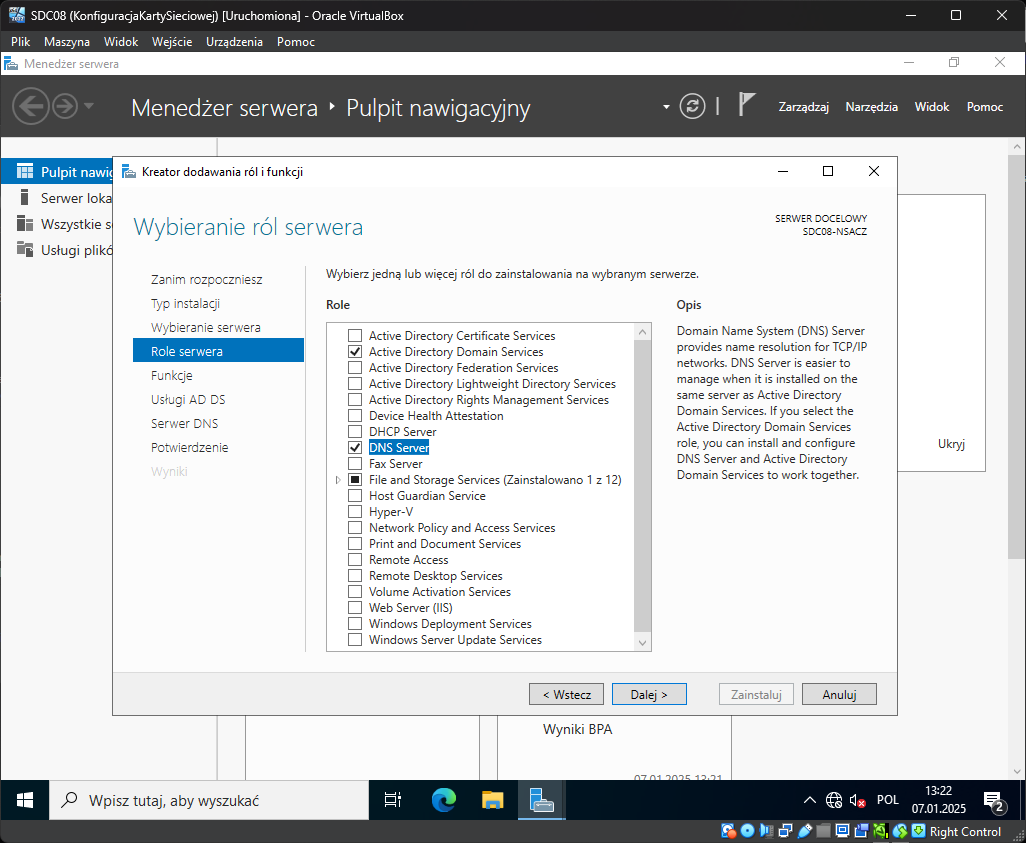 SDC08 (KonfiguracjaKartySieciowej) [Uruchomiona] - Oracle VirtualBox
Plik Maszyna Widok Wejście Urządzenia Pomoc
Menedżer serwera
Menedżer serwera Pulpit nawigacyjny
Zarządzaj Narzędzia Widok Pomoc
Pulpit nawig
Serwer loka
Wszystkie s
Usługi plikó
Kreator dodawania ról i funkcji
Wybieranie ról serwera
SERWER DOCELOWY
SDC08-NSACZ
Zanim rozpoczniesz
Typ instalacji
Wybieranie serwera
Role serwera
Funkcje
Usługi AD DS
Serwer DNS
Potwierdzenie
Wyniki
Wybierz jedną lub więcej ról do zainstalowania na wybranym serwerze.
Role
Active Directory Certificate Services
Active Directory Domain Services
Active Directory Federation Services
Active Directory Lightweight Directory Services
Active Directory Rights Management Services
Device Health Attestation
DHCP Server
DNS Server
Fax Server
File and Storage Services (Zainstalowano 1 z 12)
Host Guardian Service
Hyper-V
Network Policy and Access Services
Print and Document Services
Remote Access
Remote Desktop Services
Volume Activation Services
Web Server (IIS)
Windows Deployment Services
Windows Server Update Services
Opis
Domain Name System (DNS) Server
provides name resolution for TCP/IP
networks. DNS Server is easier to
manage when it is installed on the
same server as Active Directory
Domain Services. If you select the
Active Directory Domain Services
role, you can install and configure
DNS Server and Active Directory
Domain Services to work together.
Ukryj
< Wstecz Dalej > Zainstaluj Anuluj
Wyniki BPA
07.01.2025 13:21
Wpisz tutaj, aby wyszukać
POL
13:22
07.01.2025
2
Right Control